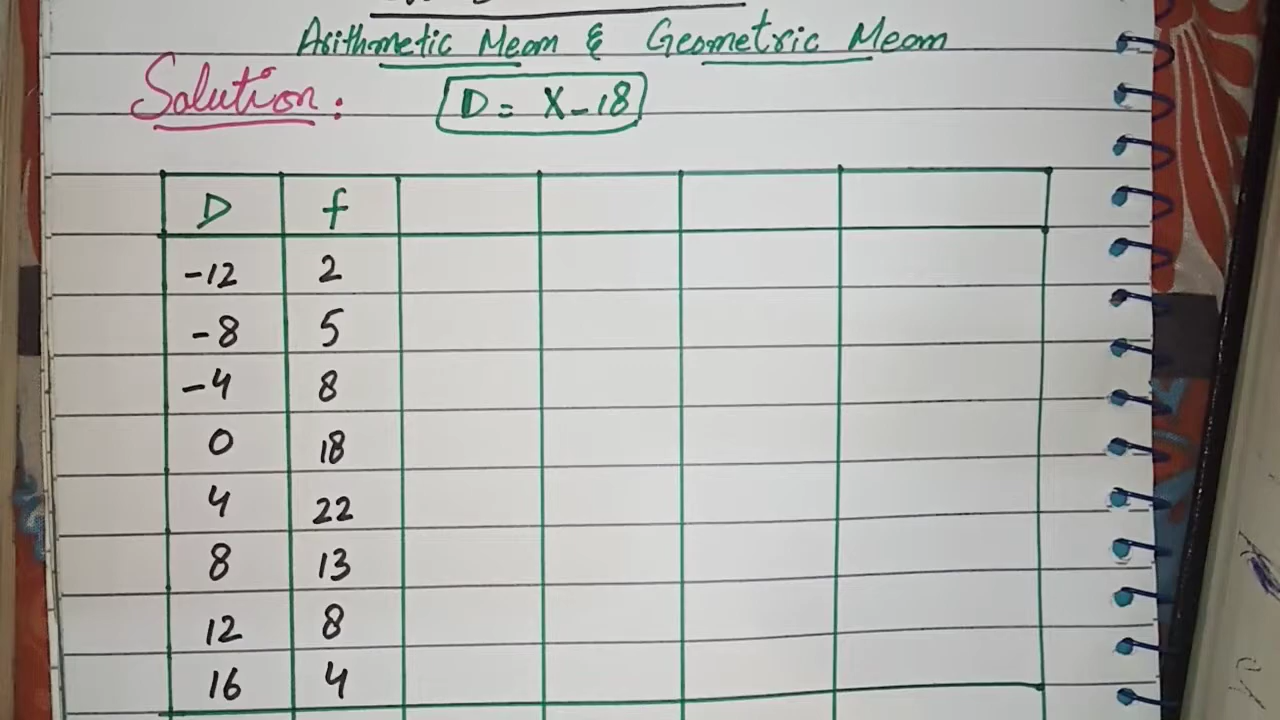 Arithmetic Mean & Geometric Mean
Solution:
D = X - 18
D f
-12 2
-8 5
-4 8
0 18
4 22
8 13
12 8
16 4